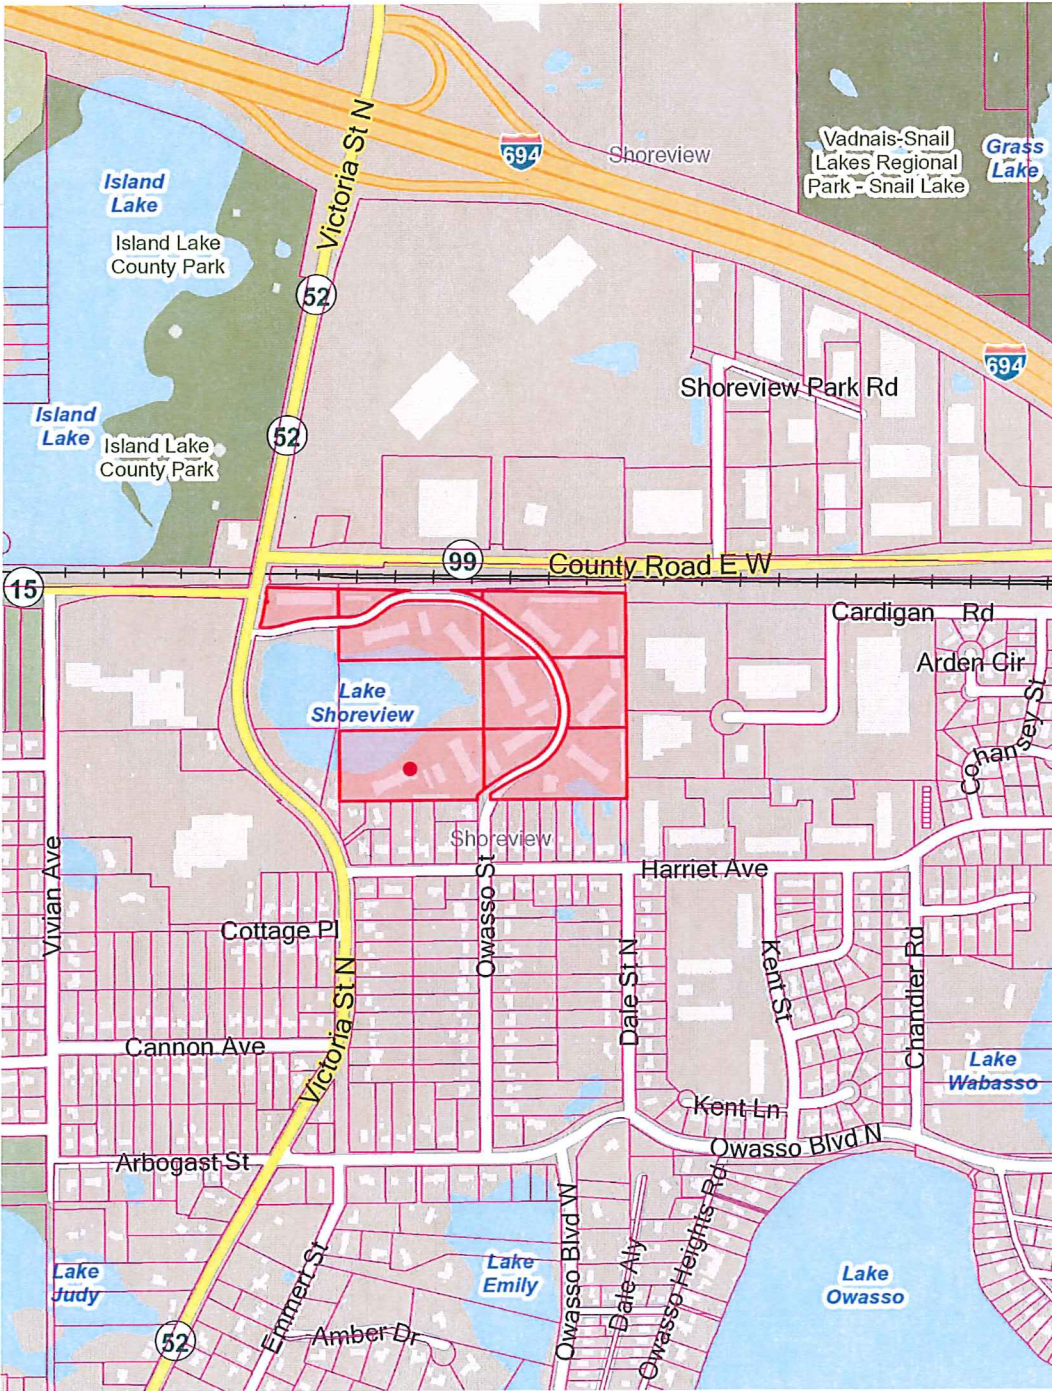 Victoria St N
694
Shoreview
Vadnais-Snail
Lakes Regional
Park - Snail Lake
Grass
Lake
Island
Lake
Island Lake
County Park
52
694
Shoreview Park Rd
Island
Lake
Island Lake
County Park
52
99
County Road E W
15
Cardigan Rd
Arden Cir
Cohansey St
Lake
Shoreview
Shoreview
Vivian Ave
Harriet Ave
Owasso St
Cottage Pl
Dale St N
Kent St
Chandler Rd
Victoria St N
Cannon Ave
Lake
Wabasso
Kent Ln
Owasso Blvd N
Arbogast St
Lake
Judy
Emmert St
Lake
Emily
Owasso Blvd W
Dale Aly
Owasso Heights Rd
Lake
Owasso
52
Amber Dr